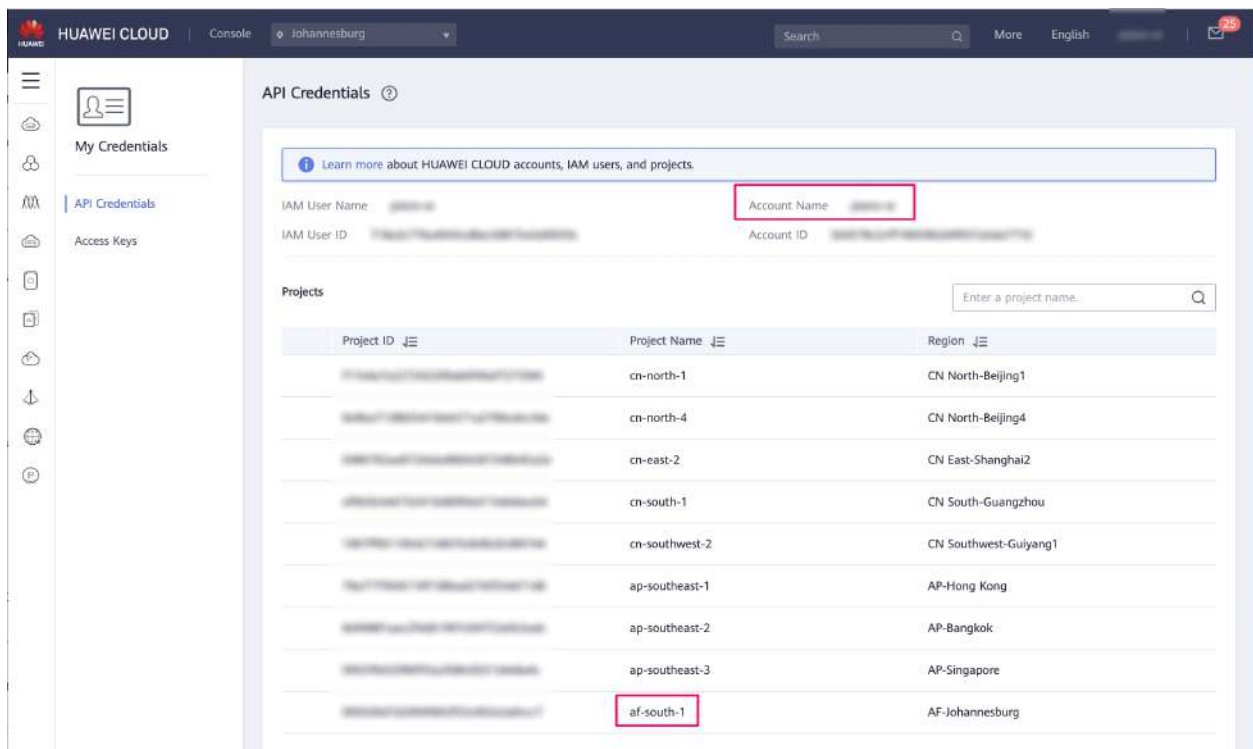 HUAWEI HUAWEI CLOUD Console Johannesburg Search More English 25
My Credentials
API Credentials
Access Keys
API Credentials ?
Learn more about HUAWEI CLOUD accounts, IAM users, and projects.
IAM User Name Account Name
IAM User ID Account ID
Projects Enter a project name.
Project ID Project Name Region
cn-north-1 CN North-Beijing1
cn-north-4 CN North-Beijing4
cn-east-2 CN East-Shanghai2
cn-south-1 CN South-Guangzhou
cn-southwest-2 CN Southwest-Guiyang1
ap-southeast-1 AP-Hong Kong
ap-southeast-2 AP-Bangkok
ap-southeast-3 AP-Singapore
af-south-1 AF-Johannesburg